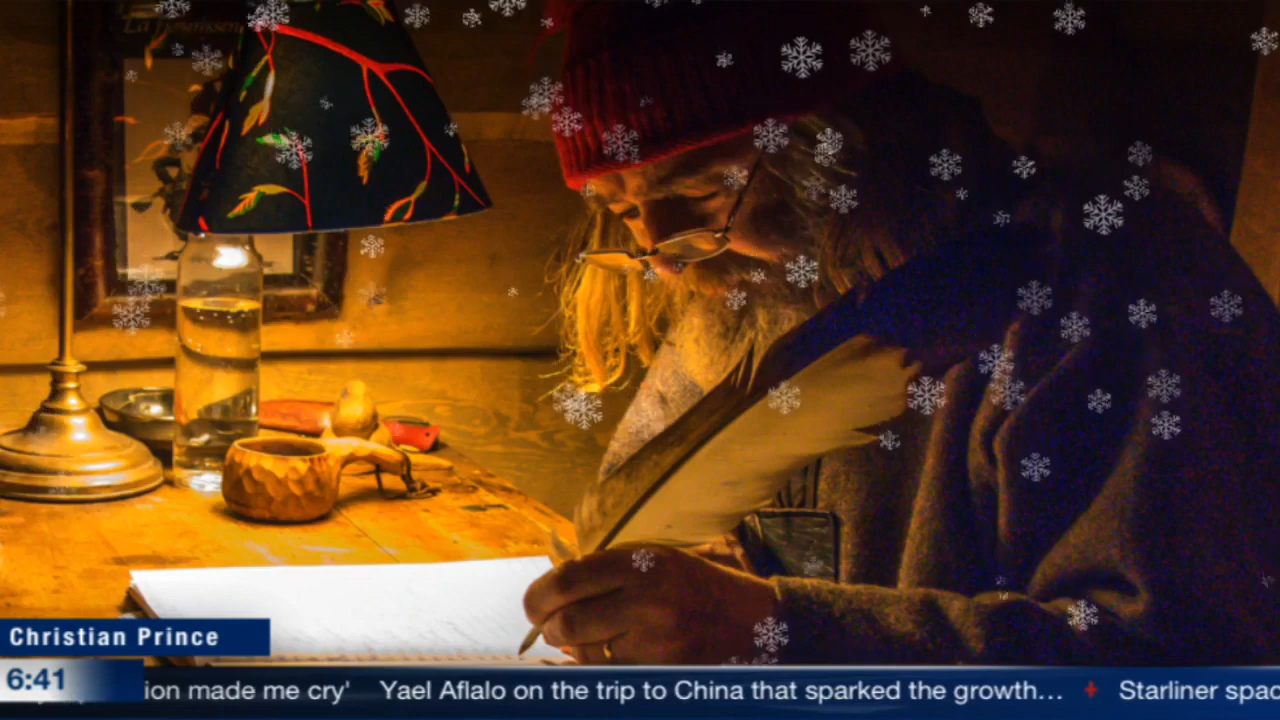 Christian Prince
6:41
ion made me cry' Yael Aflalo on the trip to China that sparked the growth... + Starliner spac